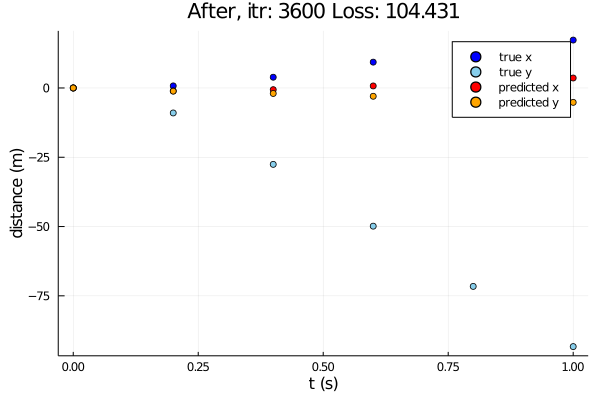 After, itr: 3600 Loss: 104.431
distance (m)
0
−25
−50
−75
true x
true y
predicted x
predicted y
0.00
0.25
0.50
0.75
1.00
t (s)